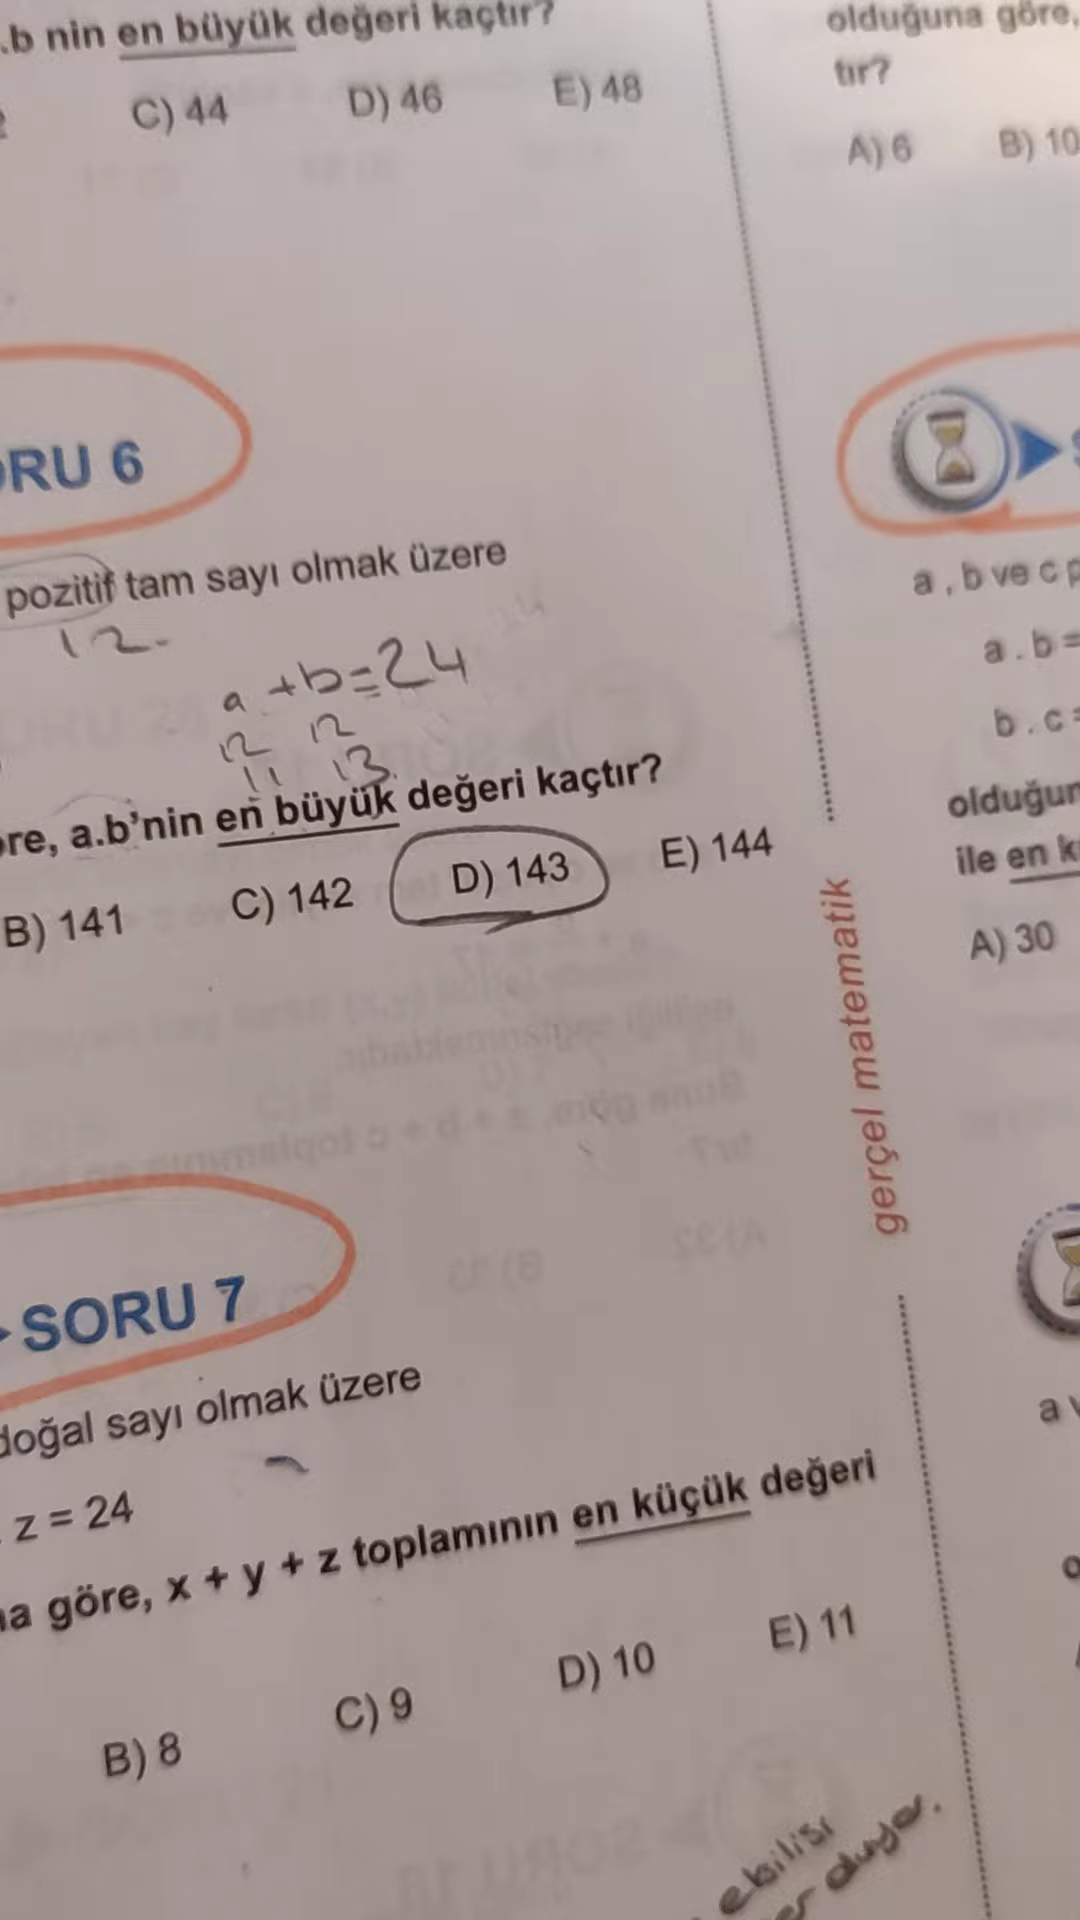 .b nin en büyük değeri kaçtır?
C) 44 D) 46 E) 48
RU 6
pozitif tam sayı olmak üzere
12.
a + b = 24
12 12
11 13.
re, a.b'nin en büyük değeri kaçtır?
B) 141 C) 142 D) 143 E) 144
SORU 7
doğal sayı olmak üzere
z = 24
a göre, x + y + z toplamının en küçük değeri
B) 8 C) 9 D) 10 E) 11
ebilisi
er duyar.
gerçel matematik
olduğuna göre,
tır?
A) 6 B) 10
a , b ve c p
a . b =
b . c =
olduğun
ile en k
A) 30
a v